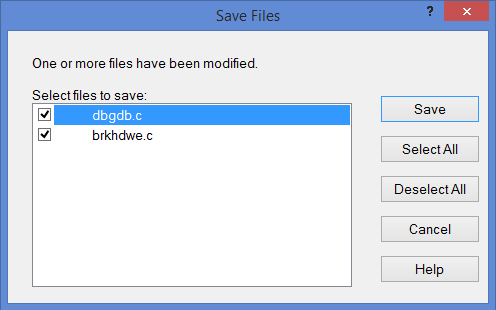 Save Files
?
One or more files have been modified.
Select files to save:
dbgdb.c
brkhdwe.c
Save
Select All
Deselect All
Cancel
Help